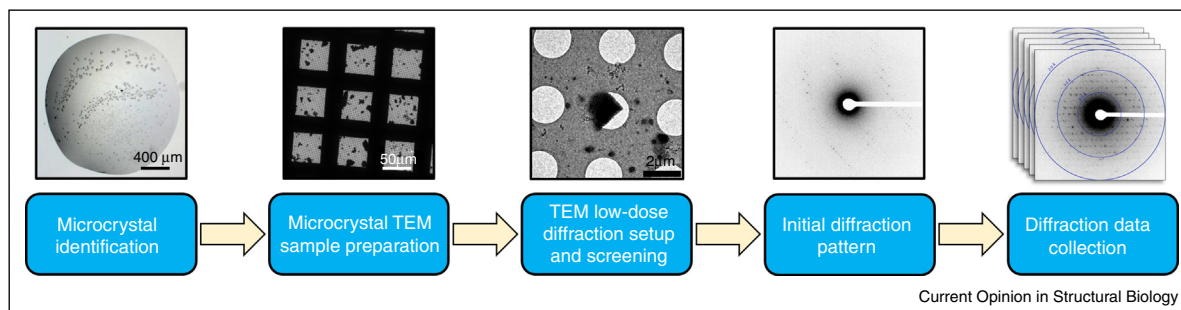 400 μm
50μm
2μm
Microcrystal
identification
Microcrystal TEM
sample preparation
TEM low-dose
diffraction setup
and screening
Initial diffraction
pattern
Diffraction data
collection
Current Opinion in Structural Biology